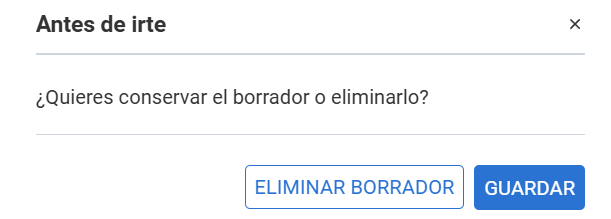 Antes de irte
¿Quieres conservar el borrador o eliminarlo?
ELIMINAR BORRADOR
GUARDAR